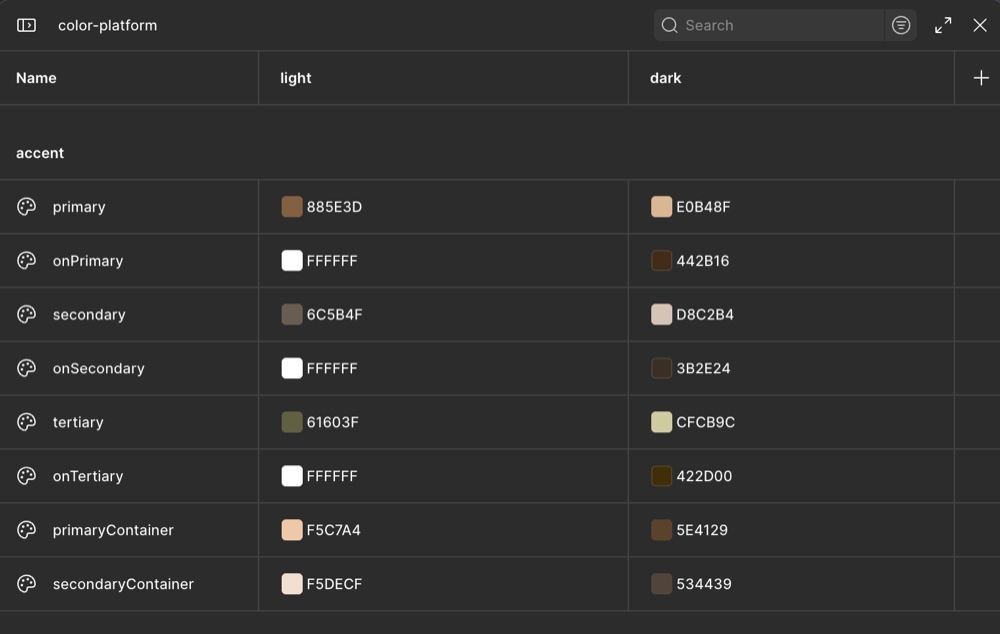 color-platform
Search
Name light dark
accent
primary 885E3D E0B48F
onPrimary FFFFFF 442B16
secondary 6C5B4F D8C2B4
onSecondary FFFFFF 3B2E24
tertiary 61603F CFCB9C
onTertiary FFFFFF 422D00
primaryContainer F5C7A4 5E4129
secondaryContainer F5DECF 534439